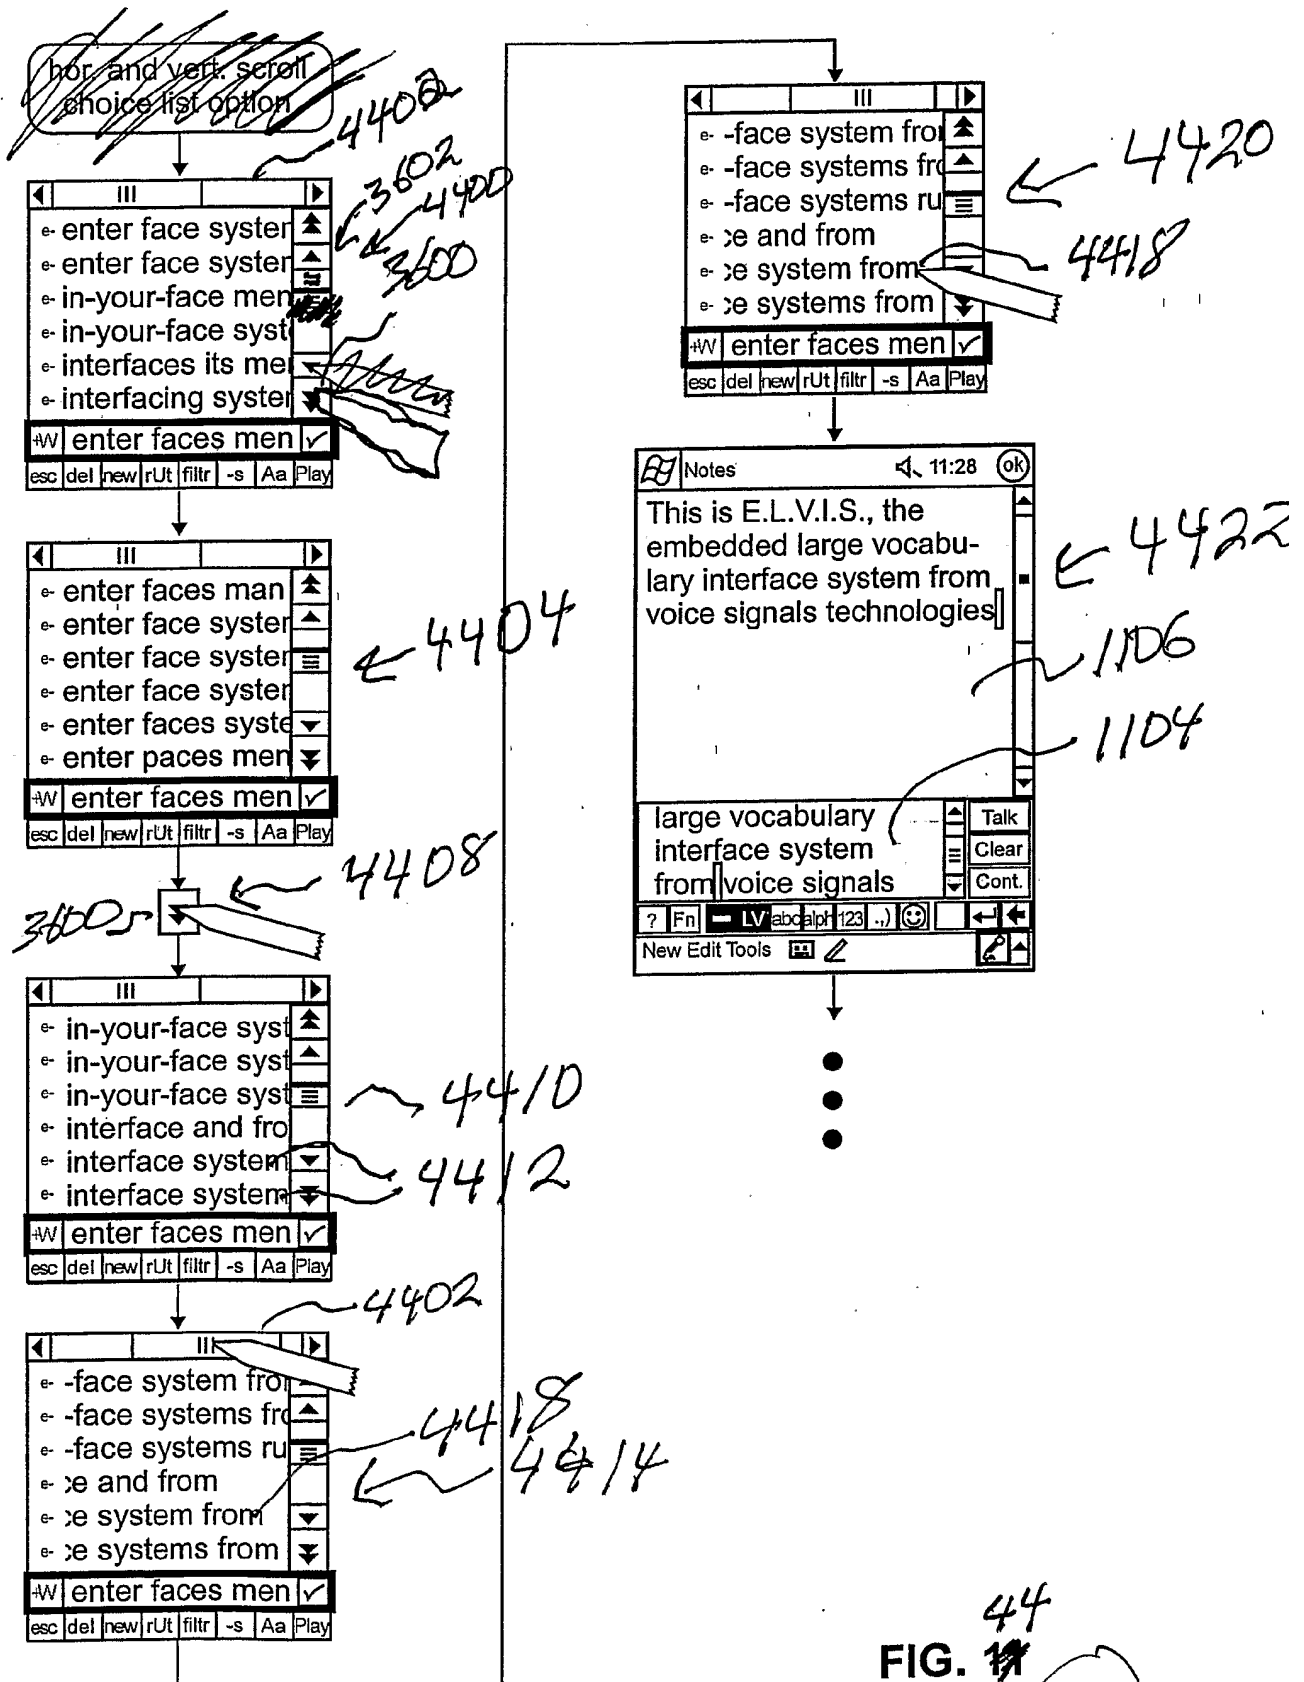 hor. and vert. scroll
choice list option
4402
3602
4400
3600
e- enter face syster
e- enter face syster
e- in-your-face men
e- in-your-face syst
e- interfaces its me
e- interfacing syster
+W enter faces men
esc del new rUt filtr -s Aa Play
e- enter faces man
e- enter face syster
e- enter face syster
e- enter face syster
e- enter faces syste
e- enter paces men
+W enter faces men
esc del new rUt filtr -s Aa Play
4404
4408
3600
e- in-your-face syst
e- in-your-face syst
e- in-your-face syst
e- interface and fro
e- interface system
e- interface system
+W enter faces men
esc del new rUt filtr -s Aa Play
4410
4412
4402
e- -face system fro
e- -face systems fro
e- -face systems ru
e- ce and from
e- ce system from
e- ce systems from
+W enter faces men
esc del new rUt filtr -s Aa Play
4418
4414
e- -face system fro
e- -face systems fro
e- -face systems ru
e- ce and from
e- ce system from
e- ce systems from
+W enter faces men
esc del new rUt filtr -s Aa Play
4420
4418
Notes 11:28 ok
This is E.L.V.I.S., the
embedded large vocabu-
lary interface system from
voice signals technologies
4422
1106
1104
large vocabulary
interface system
from voice signals
Talk
Clear
Cont.
? Fn LV abc alph 123 .,)
New Edit Tools
44
FIG.